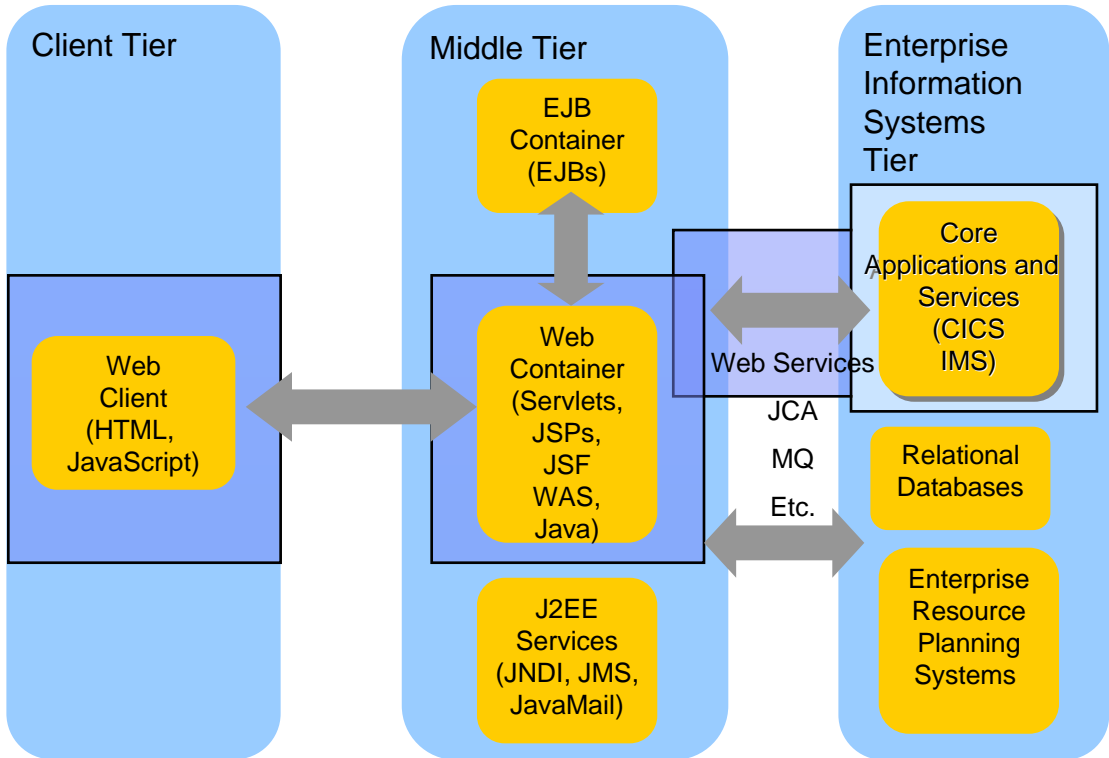 Client Tier
Web
Client
(HTML,
JavaScript)
Middle Tier
EJB
Container
(EJBs)
Web
Container
(Servlets,
JSPs,
JSF
WAS,
Java)
J2EE
Services
(JNDI, JMS,
JavaMail)
Web Services
JCA
MQ
Etc.
Enterprise
Information
Systems
Tier
Core
Applications and
Services
(CICS
IMS)
Relational
Databases
Enterprise
Resource
Planning
Systems